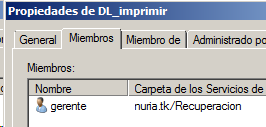 Propiedades de DL_imprimir
General Miembros Miembro de Administrado po
Miembros:
Nombre Carpeta de los Servicios de
gerente nuria.tk/Recuperacion